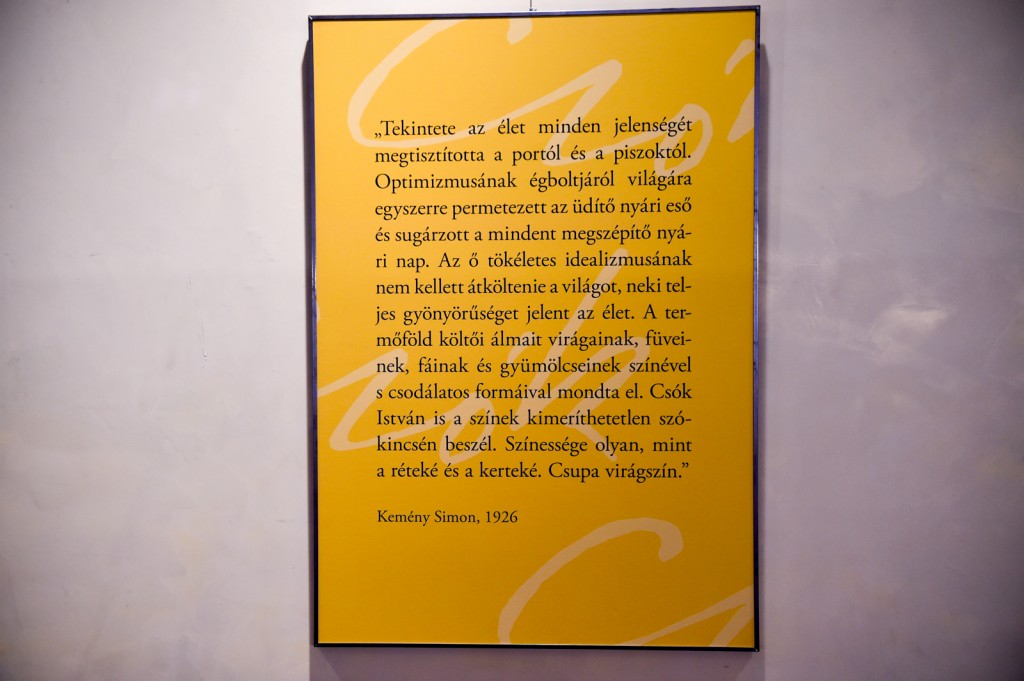 „Tekintete az élet minden jelenségét
megtisztította a portól és a piszoktól.
Optimizmusának égboltjáról világára
egyszerre permetezett az üdítő nyári eső
és sugárzott a mindent megszépítő nyá-
ri nap. Az ő tökéletes idealizmusának
nem kellett átköltenie a világot, neki tel-
jes gyönyörűséget jelent az élet. A ter-
mőföld költői álmait virágainak, füvei-
nek, fáinak és gyümölcseinek színével
s csodálatos formáival mondta el. Csók
István is a színek kimeríthetetlen szó-
kincsén beszél. Színessége olyan, mint
a réteké és a kerteké. Csupa virágszín.”
Kemény Simon, 1926